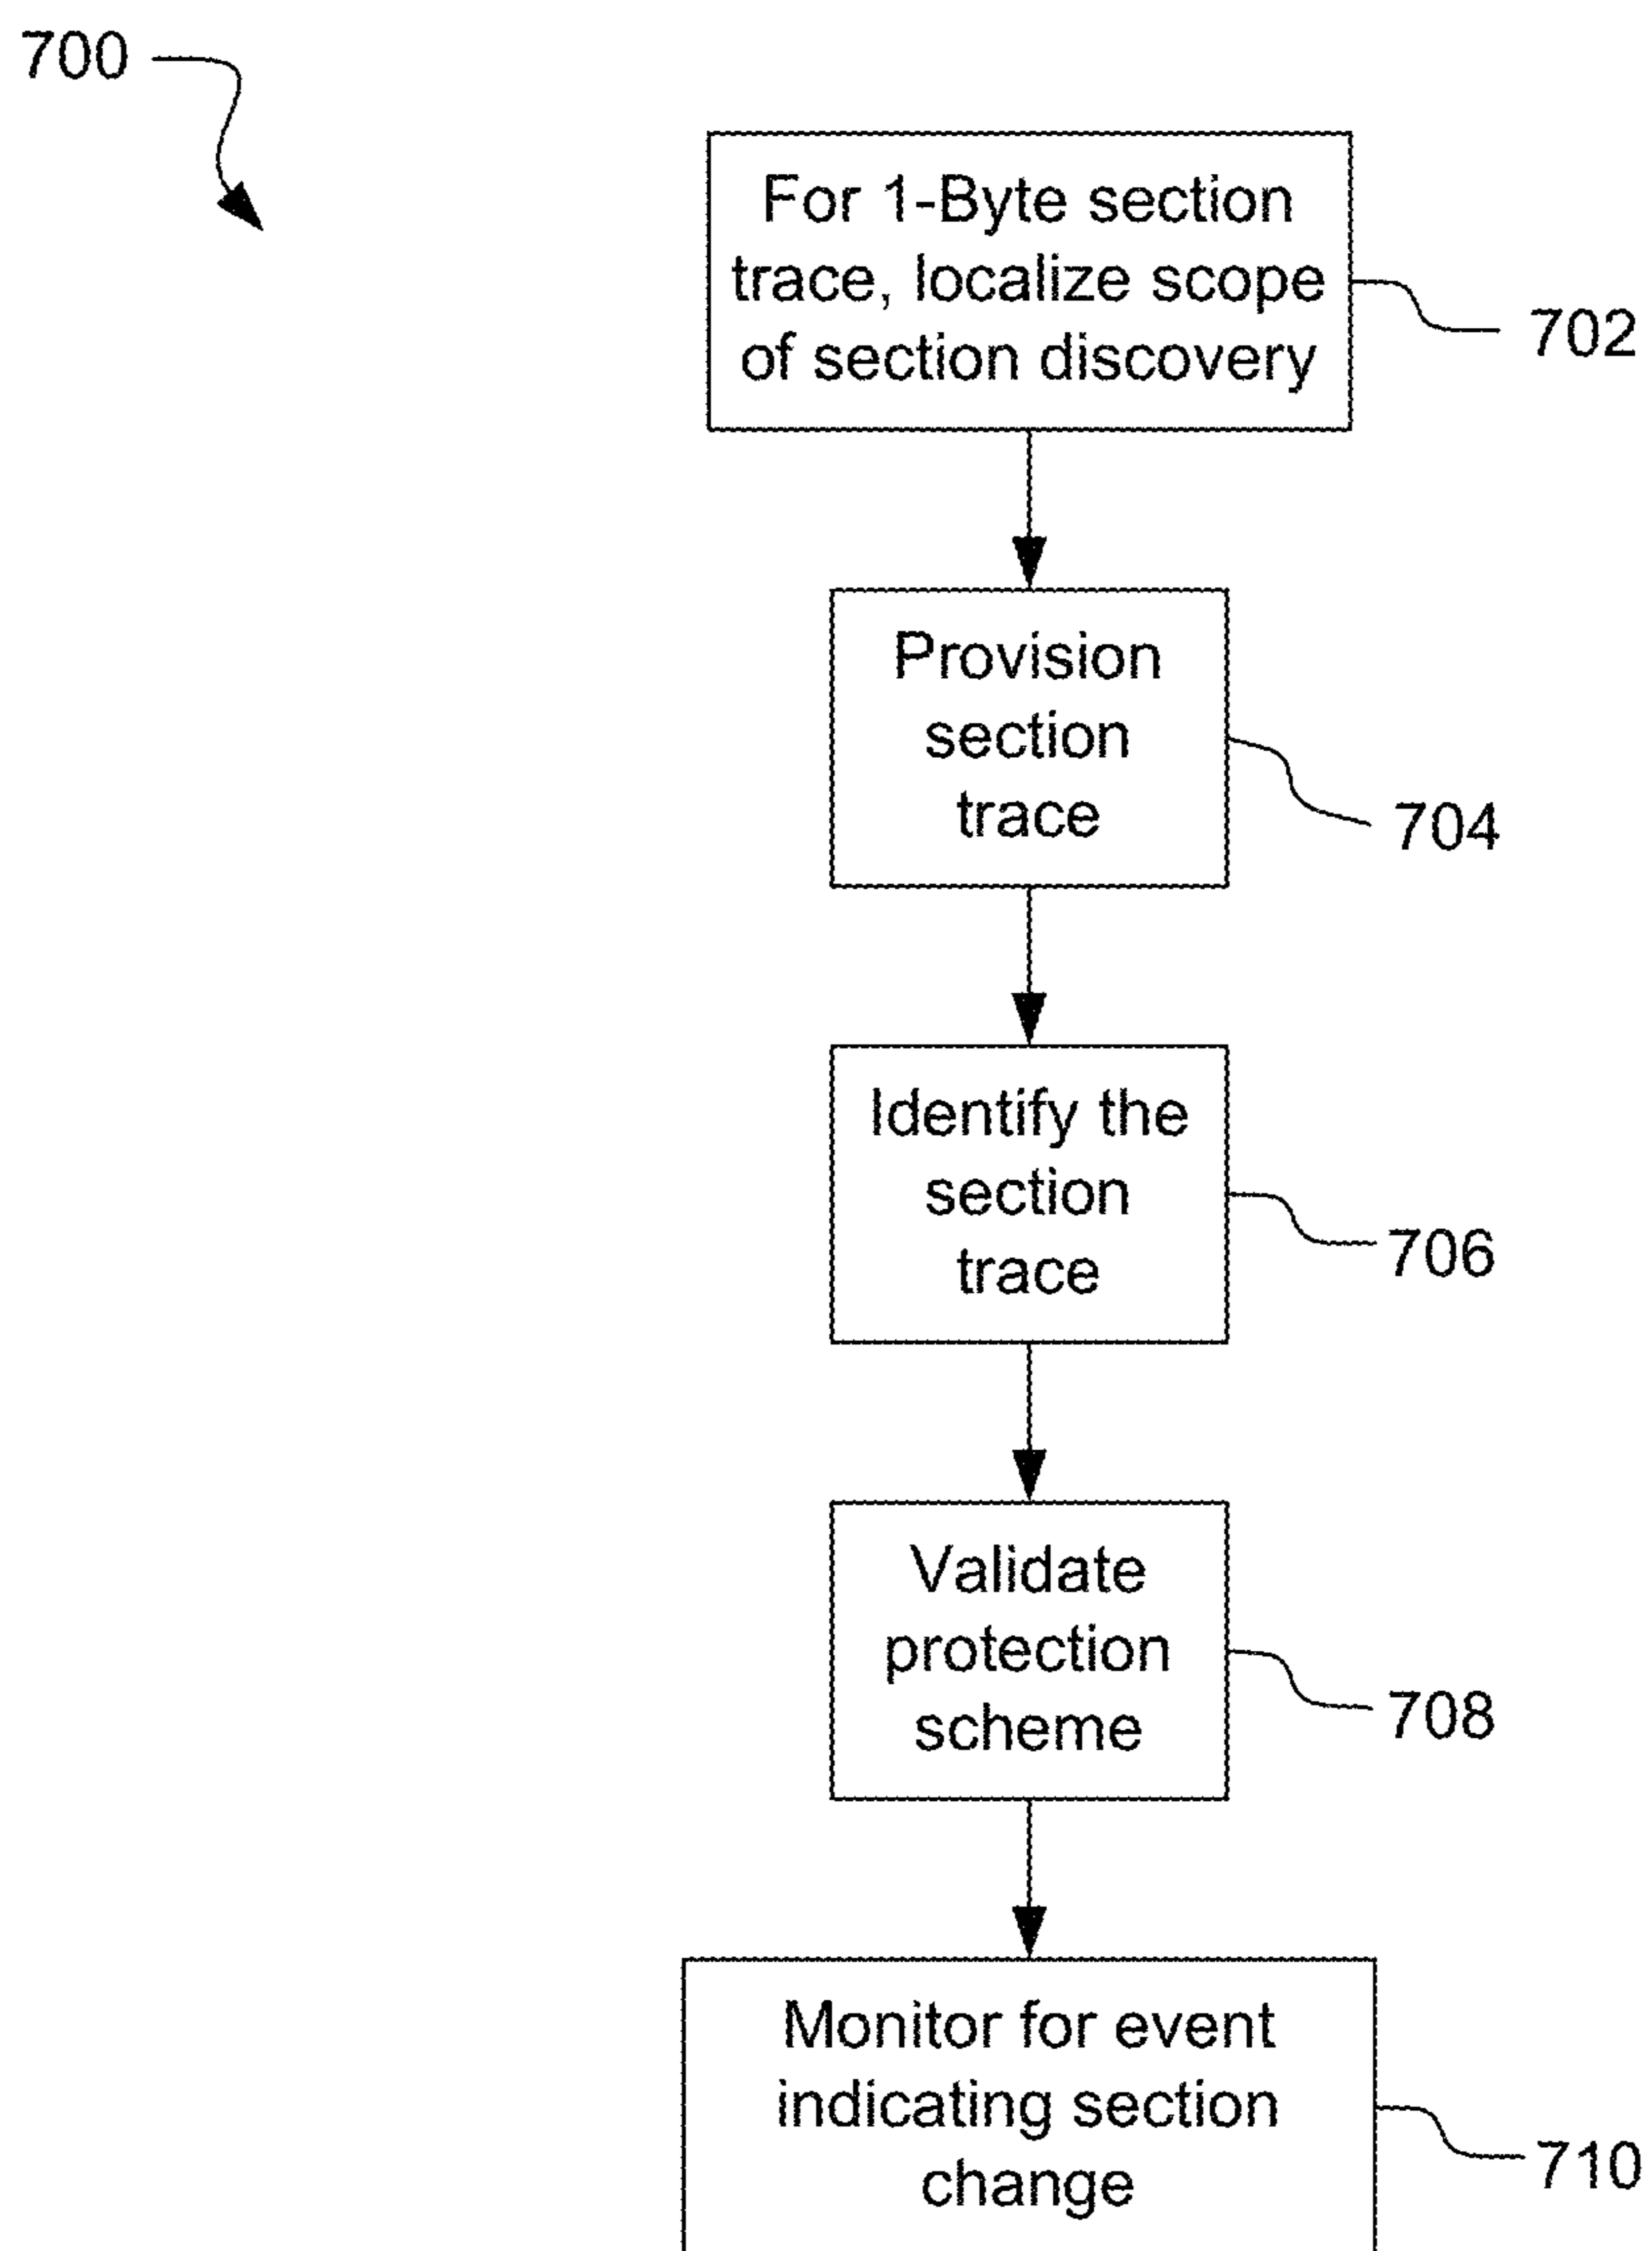 700
For 1-Byte section
trace, localize scope
of section discovery
702
Provision
section
trace
704
Identify the
section
trace
706
Validate
protection
scheme
708
Monitor for event
indicating section
change
710